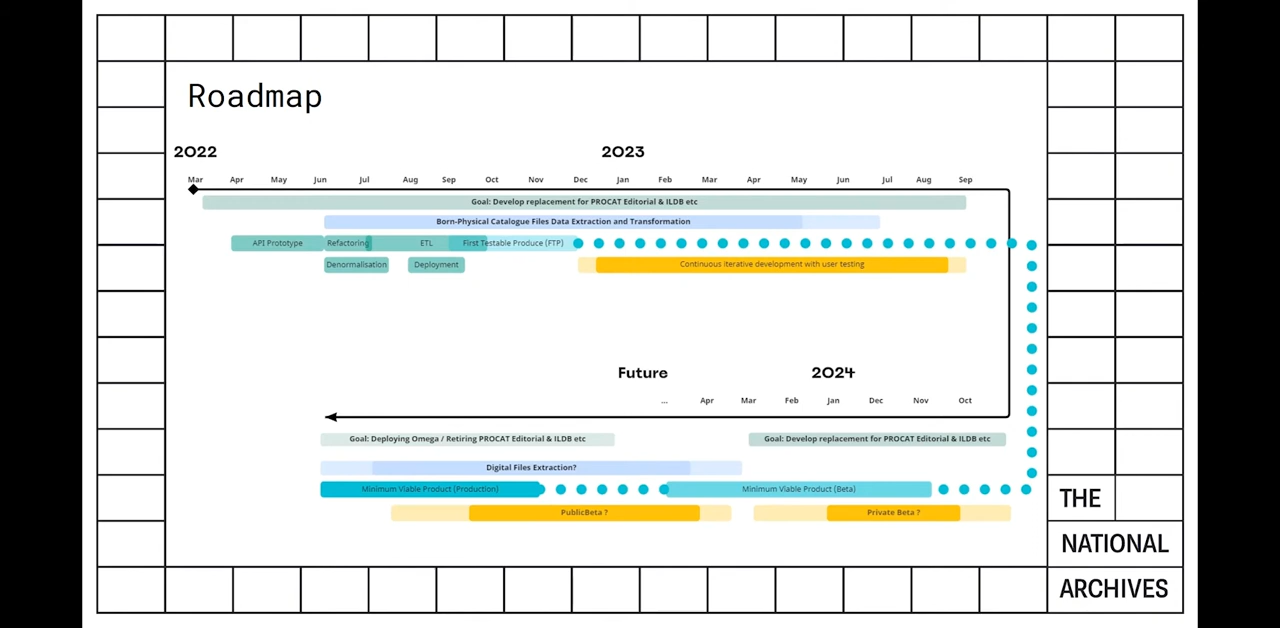 Roadmap
2022 2023
Mar Apr May Jun Jul Aug Sep Oct Nov Dec Jan Feb Mar Apr May Jun Jul Aug Sep
Goal: Develop replacement for PROCAT Editorial & ILDB etc
Born-Physical Catalogue Files Data Extraction and Transformation
API Prototype Refactoring ETL First Testable Produce (FTP)
Denormalisation Deployment Continuous iterative development with user testing
Future 2024
... Apr Mar Feb Jan Dec Nov Oct
Goal: Deploying Omega / Retiring PROCAT Editorial & ILDB etc Goal: Develop replacement for PROCAT Editorial & ILDB etc
Digital Files Extraction?
Minimum Viable Product (Production) Minimum Viable Product (Beta)
PublicBeta ? Private Beta ?
THE
NATIONAL
ARCHIVES